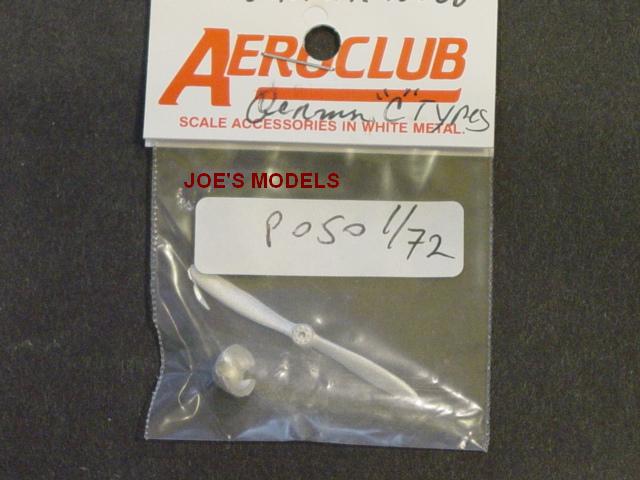 AEROCLUB
German "C" Types
SCALE ACCESSORIES IN WHITE METAL.
JOE'S MODELS
P050 1/72